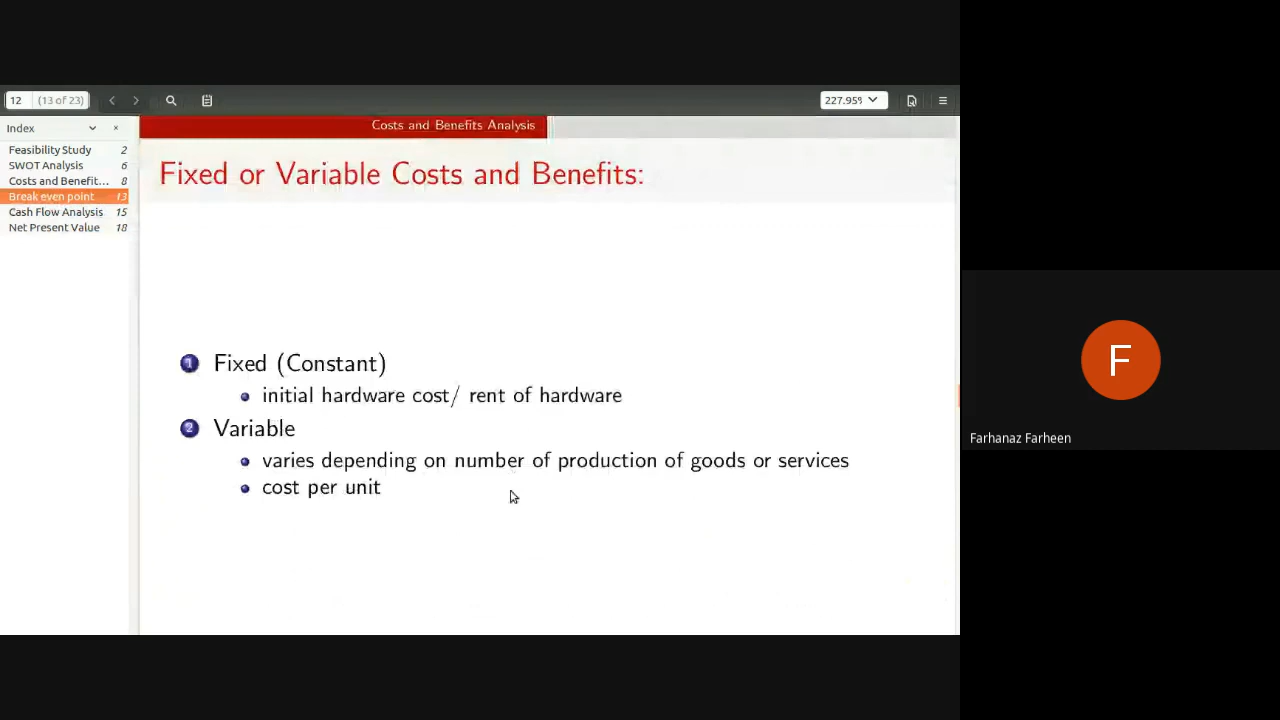 12 (13 of 23)
227.95%
Index
Feasibility Study 2
SWOT Analysis 6
Costs and Benefit... 8
Break even point 13
Cash Flow Analysis 15
Net Present Value 18
Costs and Benefits Analysis
Fixed or Variable Costs and Benefits:
1 Fixed (Constant)
initial hardware cost/ rent of hardware
2 Variable
varies depending on number of production of goods or services
cost per unit
F
Farhanaz Farheen